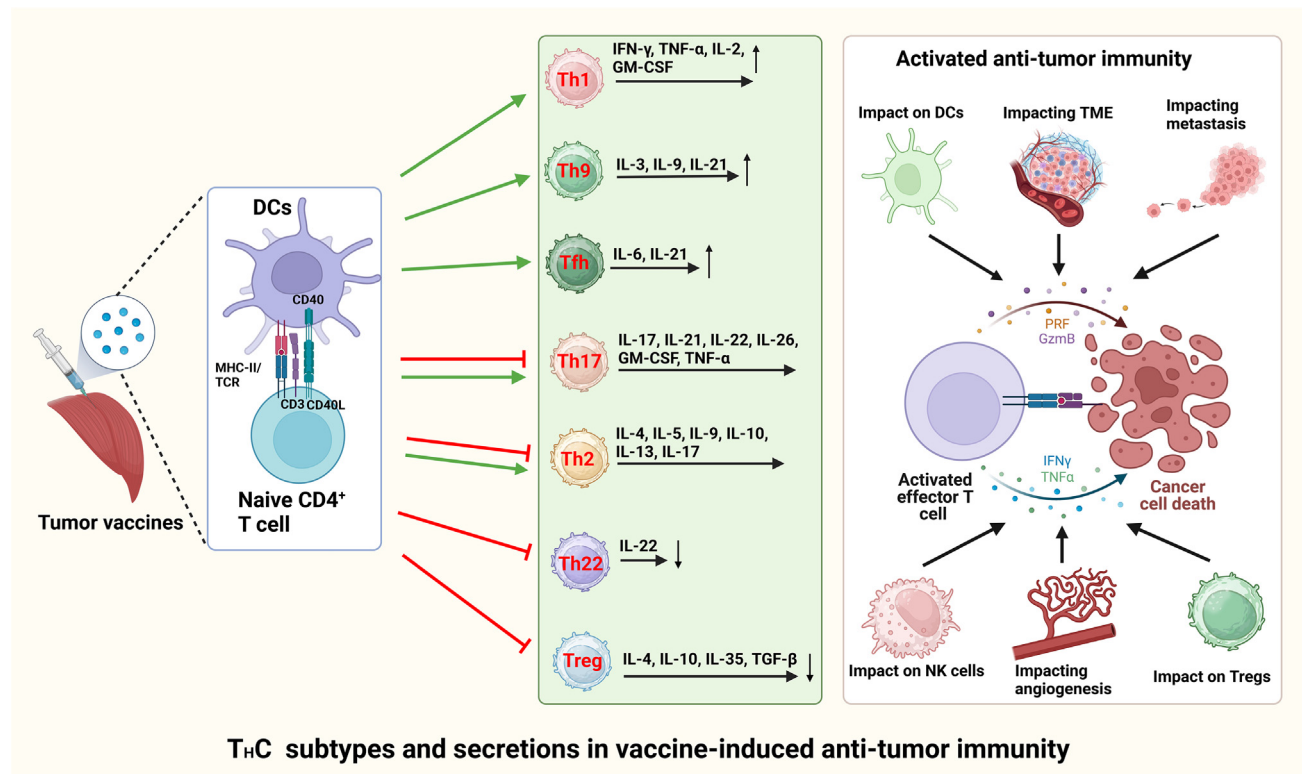 Tumor vaccines
DCs
CD40
MHC-II/
TCR
CD3 CD40L
Naive CD4⁺
T cell
Th1
IFN-γ, TNF-α, IL-2,
GM-CSF
Th9
IL-3, IL-9, IL-21
Tfh
IL-6, IL-21
Th17
IL-17, IL-21, IL-22, IL-26,
GM-CSF, TNF-α
Th2
IL-4, IL-5, IL-9, IL-10,
IL-13, IL-17
Th22
IL-22
Treg
IL-4, IL-10, IL-35, TGF-β
Activated anti-tumor immunity
Impact on DCs
Impacting TME
Impacting
metastasis
PRF
GzmB
IFNγ
TNFα
Activated
effector T
cell
Cancer
cell death
Impact on NK cells
Impacting
angiogenesis
Impact on Tregs
THC subtypes and secretions in vaccine-induced anti-tumor immunity